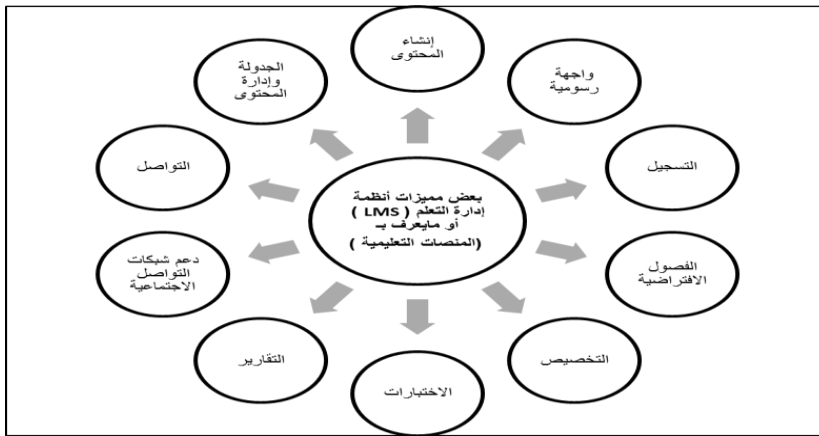 إنشاء
المحتوى
واجهة
رسومية
الجدولة
وإدارة
المحتوى
التسجيل
التواصل
بعض مميزات أنظمة
إدارة التعلم ( LMS )
أو مايعرف بـ
(المنصات التعليمية )
الفصول
الافتراضية
دعم شبكات
التواصل
الاجتماعية
التخصيص
التقارير
الاختبارات